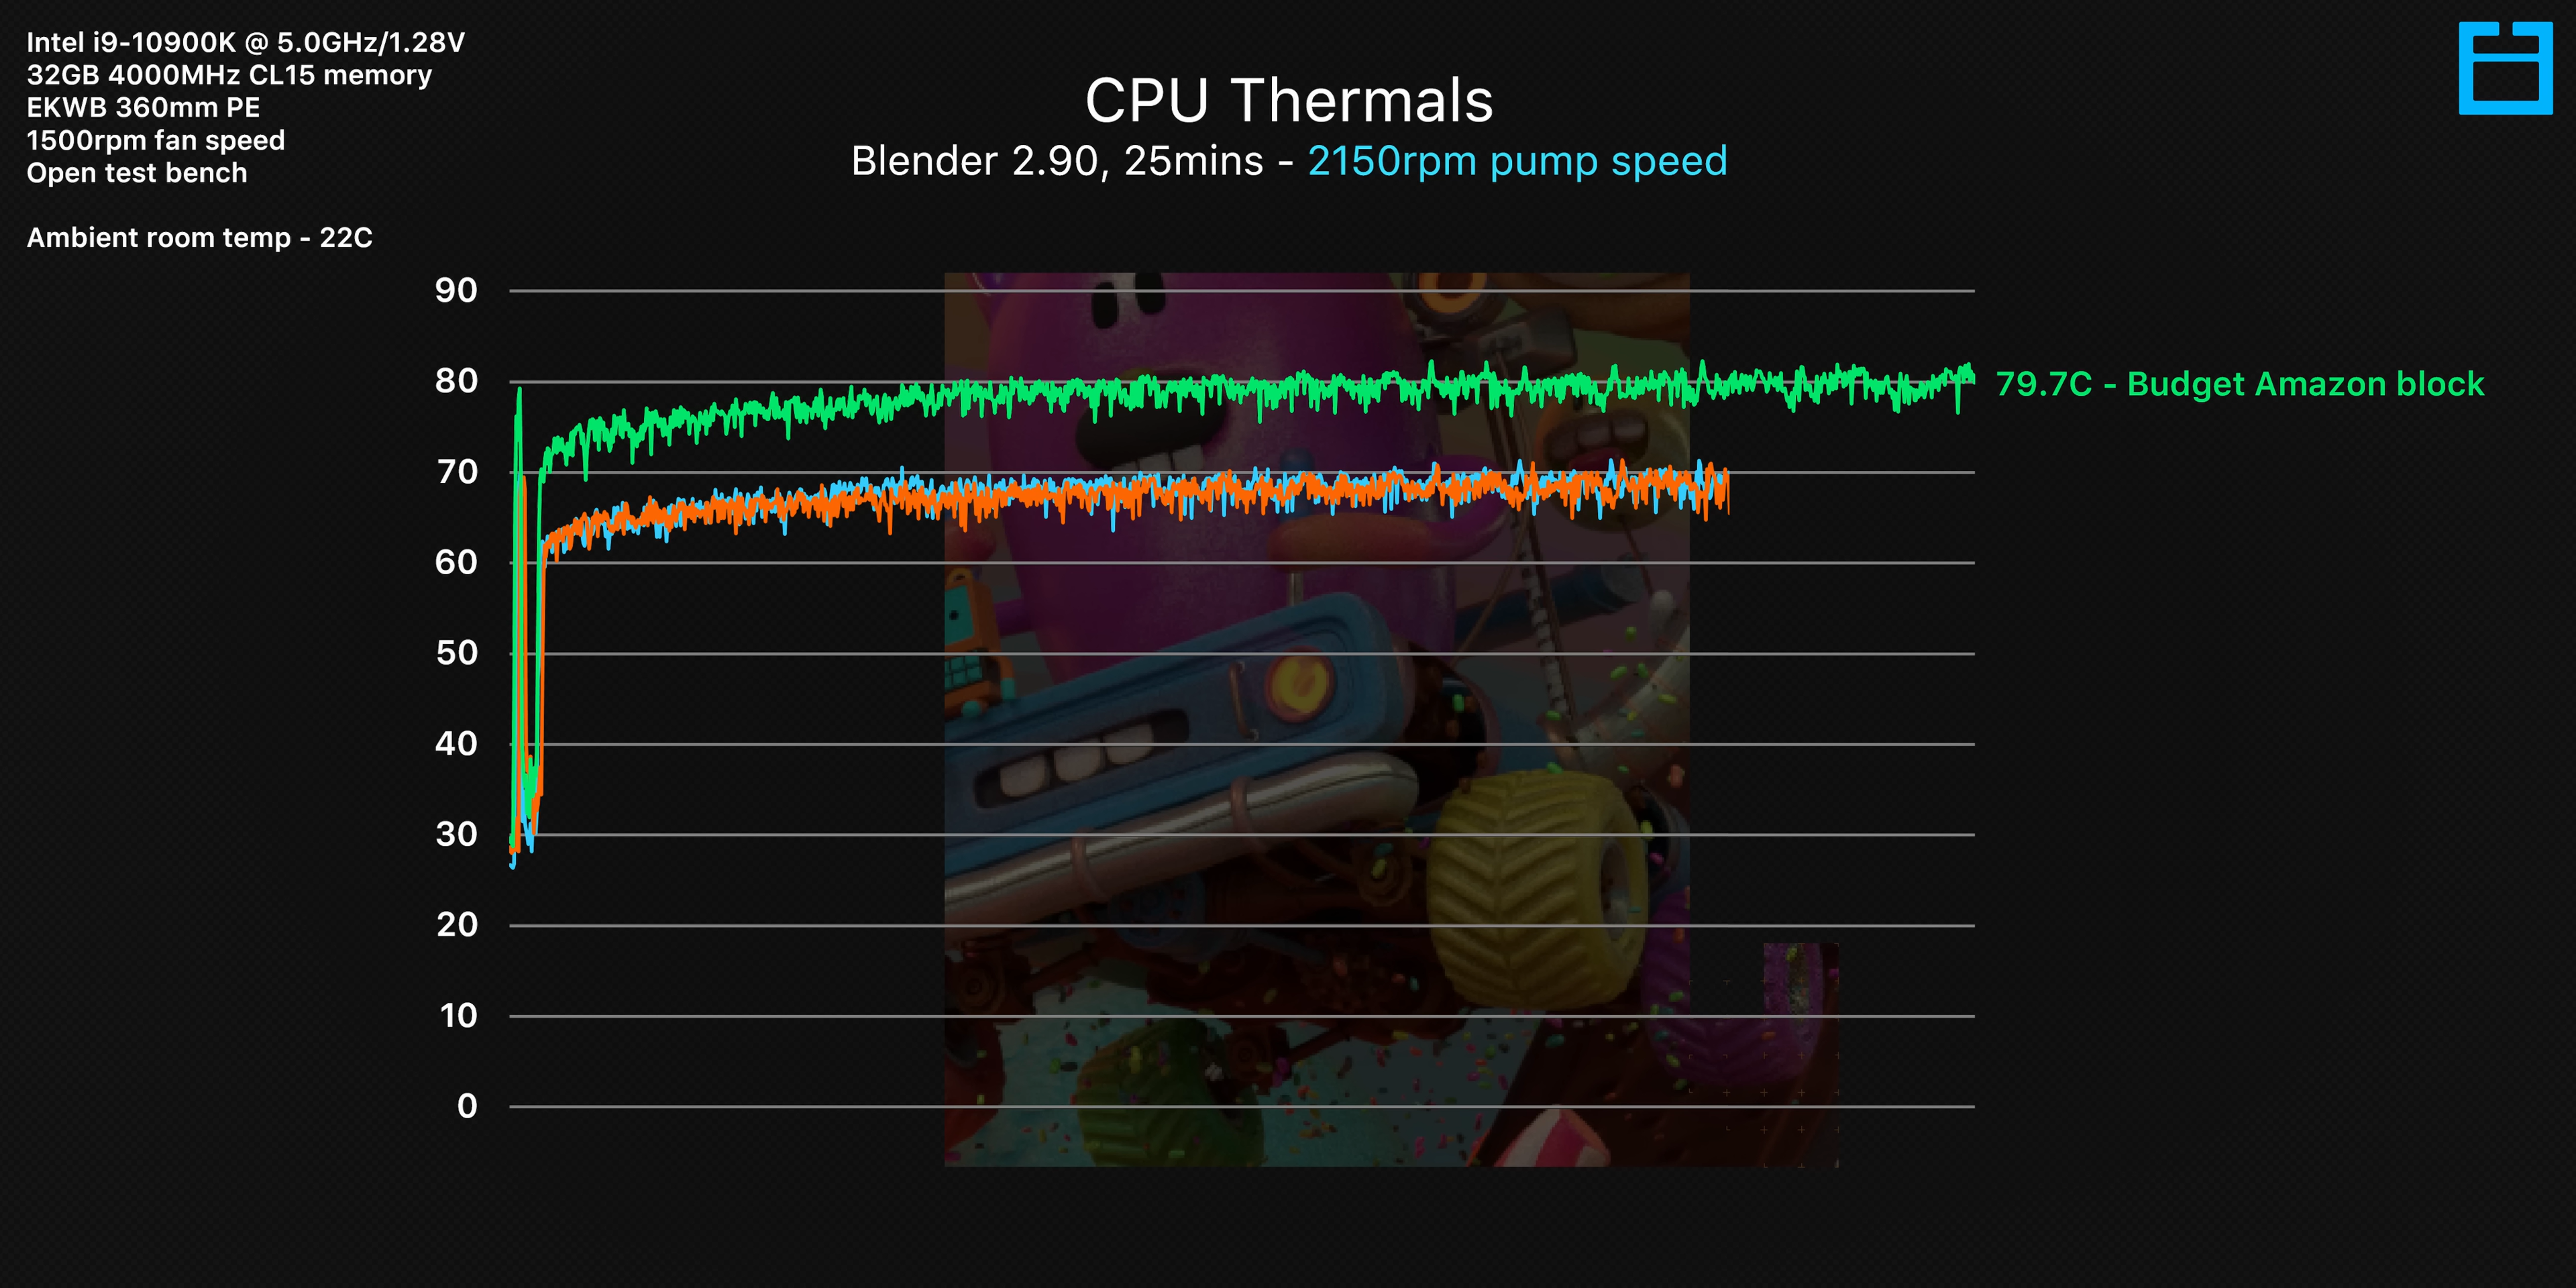 Intel i9-10900K @ 5.0GHz/1.28V
32GB 4000MHz CL15 memory
EKWB 360mm PE
1500rpm fan speed
Open test bench
Ambient room temp - 22C
CPU Thermals
Blender 2.90, 25mins - 2150rpm pump speed
90
80
79.7C - Budget Amazon block
70
60
50
40
30
20
10
0